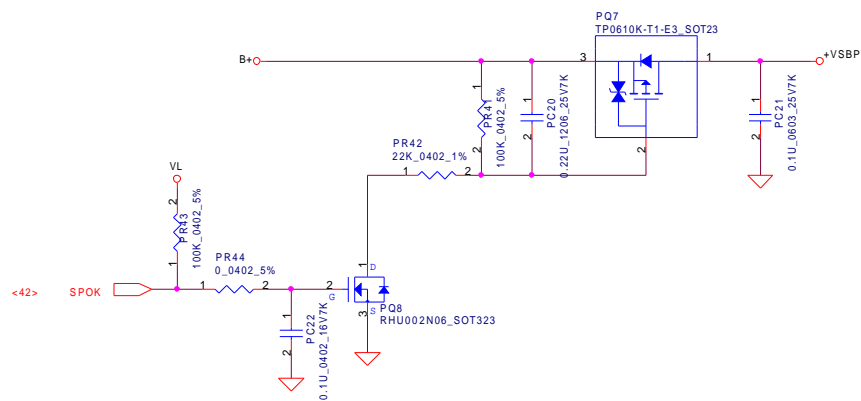 PQ7
TP0610K-T1-E3_SOT23
B+
3
1
+VSBP
1
PR41
100K_0402_5%
2
1
PC20
0.22U_1206_25V7K
2
2
1
PC21
0.1U_0603_25V7K
2
PR42
22K_0402_1%
1
2
VL
2
PR43
100K_0402_5%
1
PR44
0_0402_5%
<42>
SPOK
1
2
1
D
2
G
S
3
PQ8
RHU002N06_SOT323
1
PC22
0.1U_0402_16V7K
2